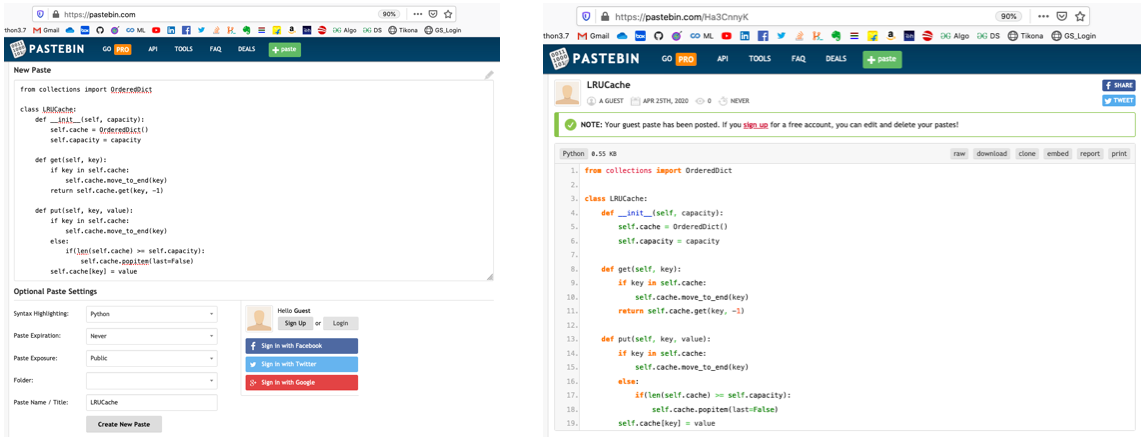 https://pastebin.com
90%
thon3.7 M Gmail ML Algo DS Tikona GS_Login
PASTEBIN GO PRO API TOOLS FAQ DEALS + paste
New Paste
from collections import OrderedDict
class LRUCache:
def __init__(self, capacity):
self.cache = OrderedDict()
self.capacity = capacity
def get(self, key):
if key in self.cache:
self.cache.move_to_end(key)
return self.cache.get(key, -1)
def put(self, key, value):
if key in self.cache:
self.cache.move_to_end(key)
else:
if(len(self.cache) >= self.capacity):
self.cache.popitem(last=False)
self.cache[key] = value
Optional Paste Settings
Syntax Highlighting: Python
Paste Expiration: Never
Paste Exposure: Public
Folder:
Paste Name / Title: LRUCache
Create New Paste
Hello Guest
Sign Up or Login
Sign in with Facebook
Sign in with Twitter
Sign in with Google
https://pastebin.com/Ha3CnnyK
90%
thon3.7 M Gmail ML Algo DS Tikona GS_Login
PASTEBIN GO PRO API TOOLS FAQ DEALS + paste
LRUCache
SHARE
A GUEST APR 25TH, 2020 0 NEVER
TWEET
NOTE: Your guest paste has been posted. If you sign up for a free account, you can edit and delete your pastes!
Python 0.55 KB raw download clone embed report print
1. from collections import OrderedDict
2.
3. class LRUCache:
4. def __init__(self, capacity):
5. self.cache = OrderedDict()
6. self.capacity = capacity
7.
8. def get(self, key):
9. if key in self.cache:
10. self.cache.move_to_end(key)
11. return self.cache.get(key, -1)
12.
13. def put(self, key, value):
14. if key in self.cache:
15. self.cache.move_to_end(key)
16. else:
17. if(len(self.cache) >= self.capacity):
18. self.cache.popitem(last=False)
19. self.cache[key] = value